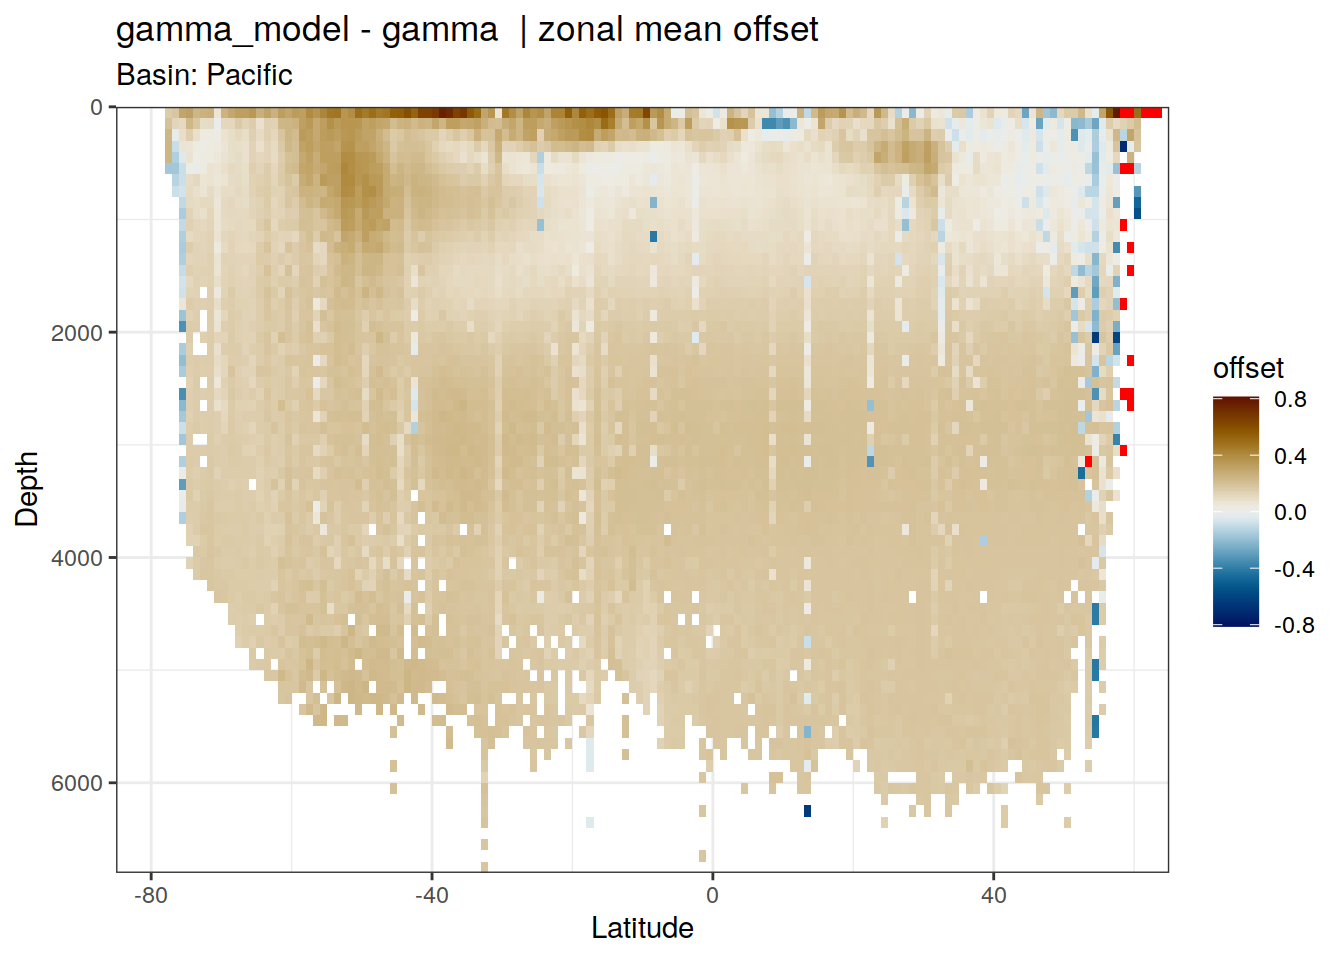 gamma_model - gamma  | zonal mean offset
Basin: Pacific
0
2000
4000
6000
Depth
-80
-40
0
40
Latitude
offset
0.8
0.4
0.0
-0.4
-0.8